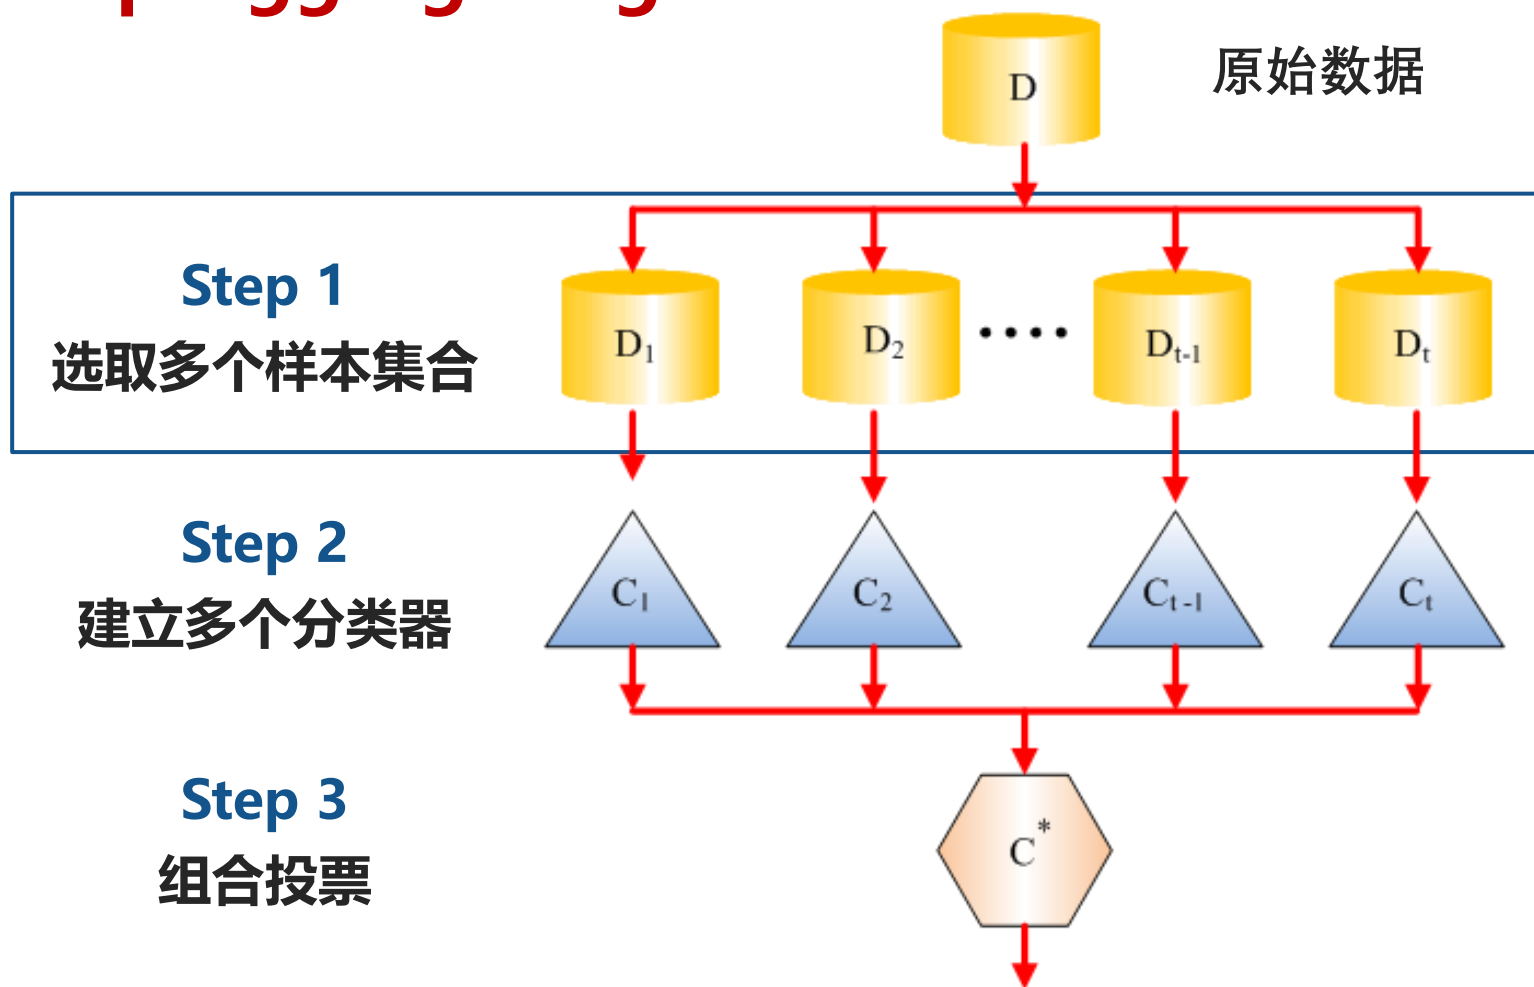 原始数据
D
Step 1
选取多个样本集合
D₁ D₂ •••• Dₜ₋₁ Dₜ
Step 2
建立多个分类器
C₁ C₂ Cₜ₋₁ Cₜ
Step 3
组合投票
C*